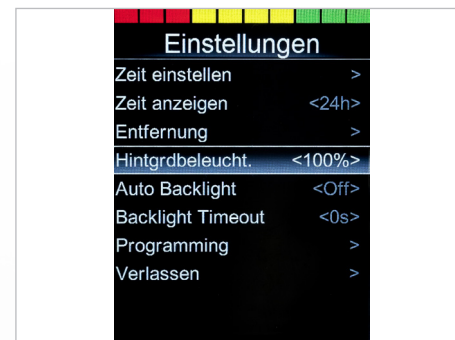 Einstellungen
Zeit einstellen >
Zeit anzeigen <24h>
Entfernung >
Hintgrdbeleucht. <100%>
Auto Backlight <Off>
Backlight Timeout <0s>
Programming >
Verlassen >